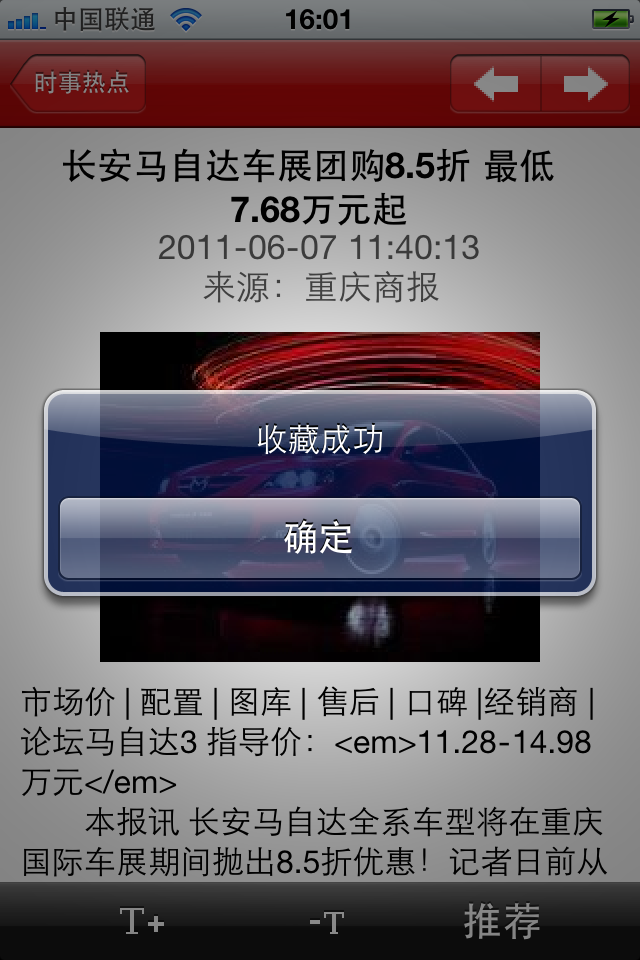 中国联通 16:01
时事热点
长安马自达车展团购8.5折 最低
7.68万元起
2011-06-07 11:40:13
来源：重庆商报
收藏成功
确定
市场价 | 配置 | 图库 | 售后 | 口碑 |经销商 |
论坛马自达3 指导价：<em>11.28-14.98
万元</em>
本报讯 长安马自达全系车型将在重庆
国际车展期间抛出8.5折优惠！记者日前从
T+ -T 推荐